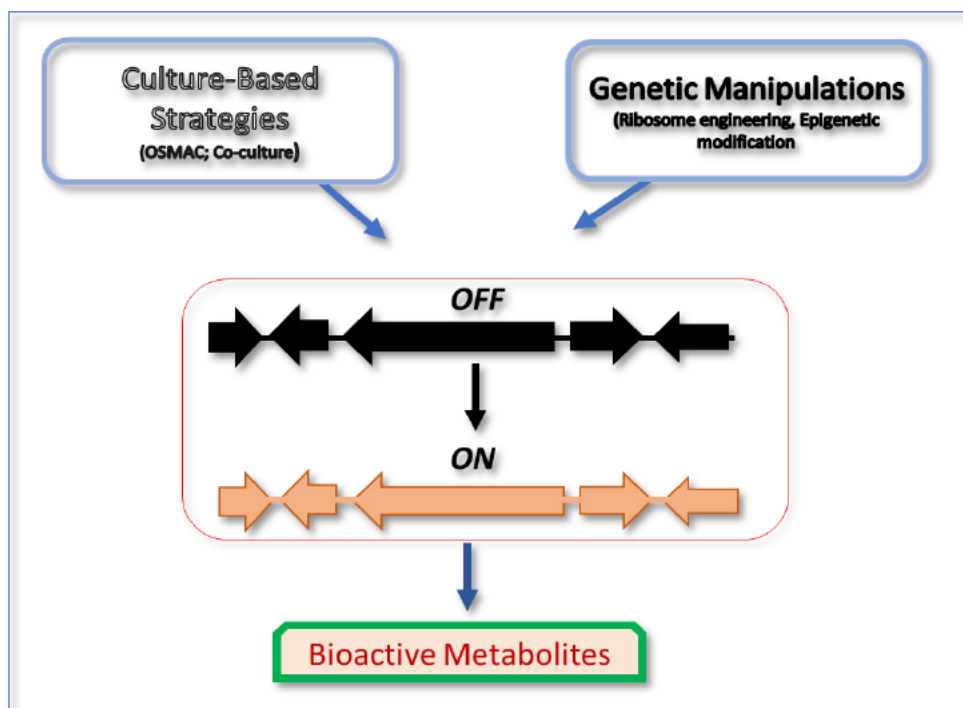 Culture-Based
Strategies
(OSMAC; Co-culture)
Genetic Manipulations
(Ribosome engineering, Epigenetic
modification
OFF
ON
Bioactive Metabolites